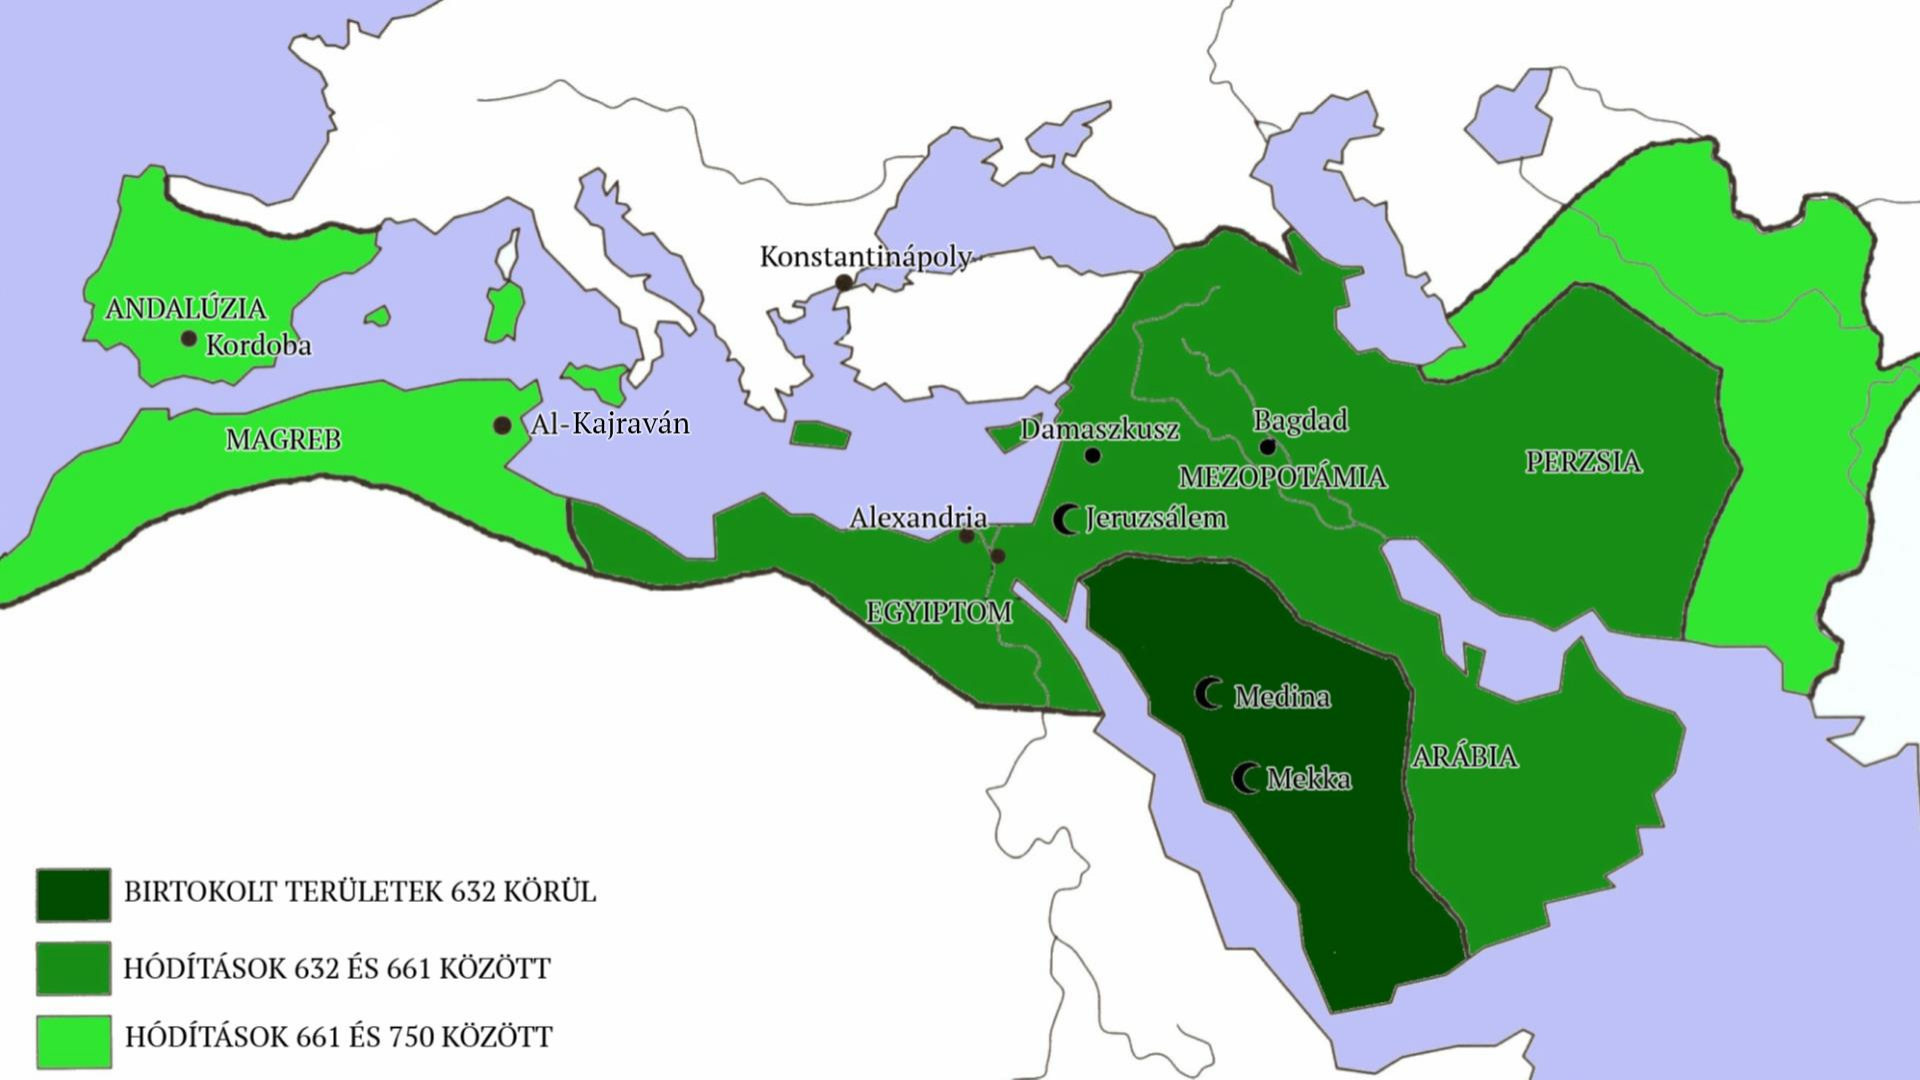 Konstantinápoly
ANDALÚZIA
Kordoba
MAGREB
Al-Kajraván
Damaszkusz
Bagdad
MEZOPOTÁMIA
PERZSIA
Alexandria
Jeruzsálem
EGYIPTOM
Medina
Mekka
ARÁBIA
BIRTOKOLT TERÜLETEK 632 KÖRÜL
HÓDÍTÁSOK 632 ÉS 661 KÖZÖTT
HÓDÍTÁSOK 661 ÉS 750 KÖZÖTT